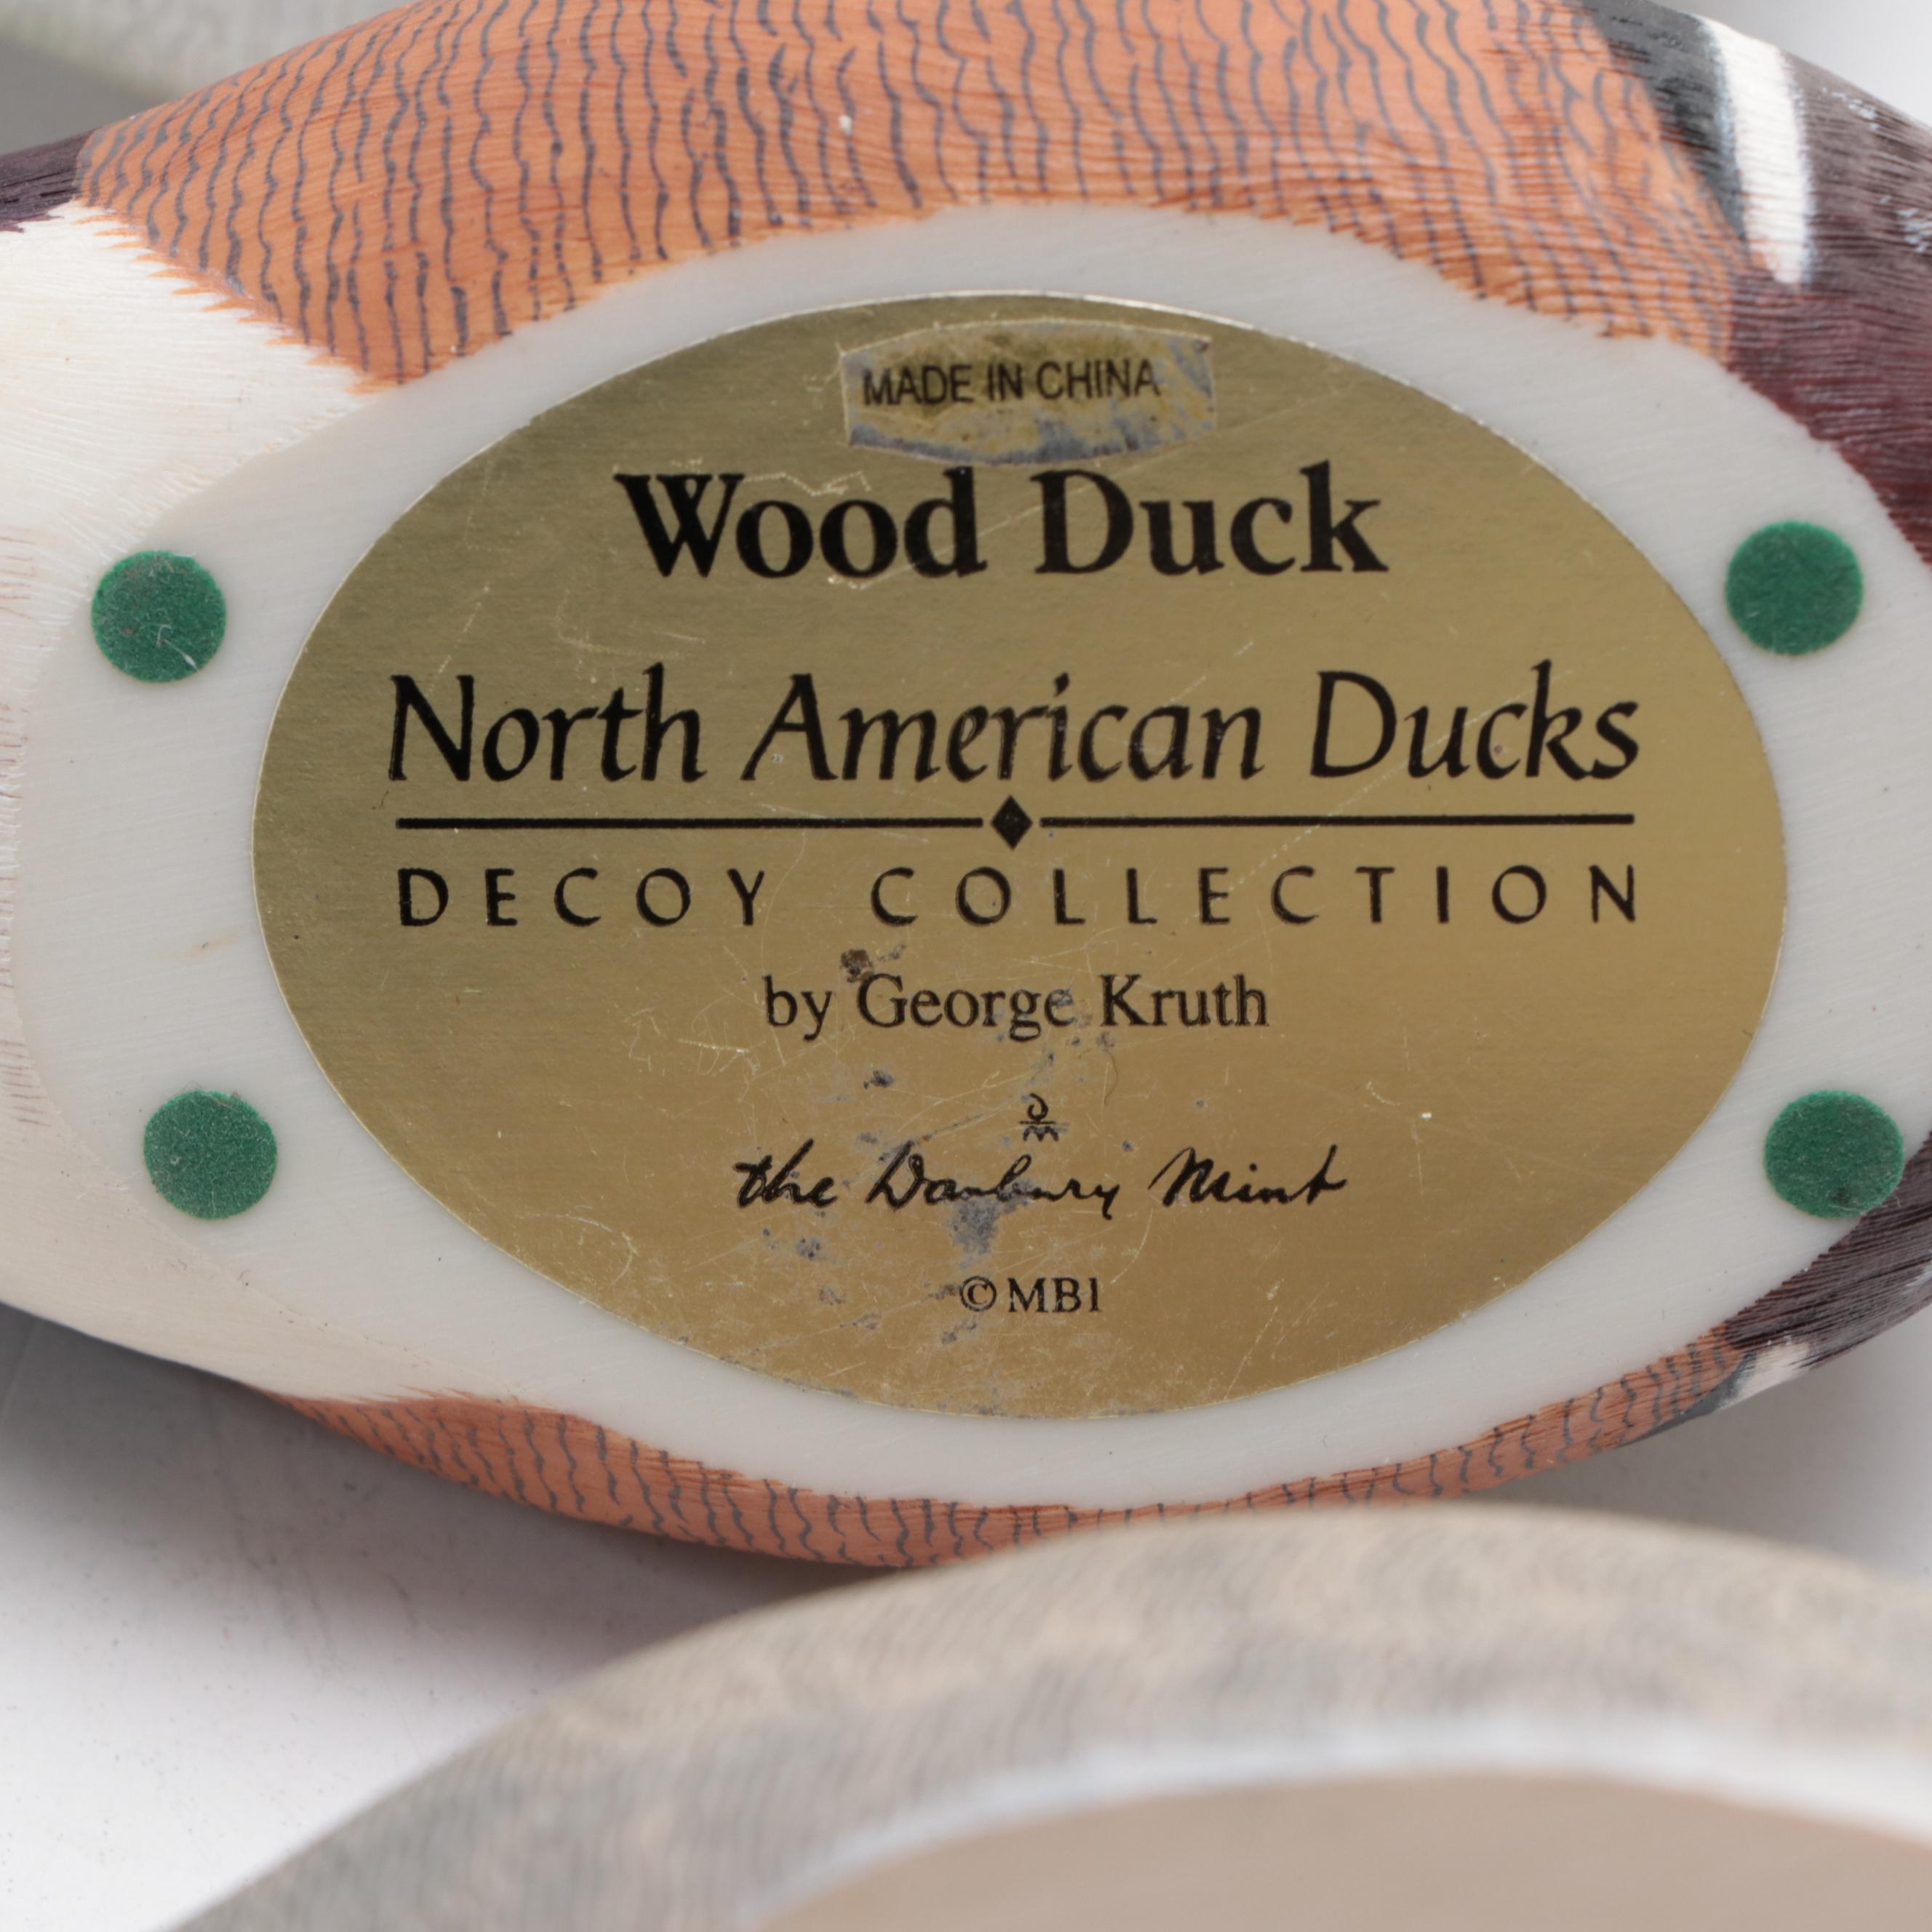 MADE IN CHINA
Wood Duck
North American Ducks
DECOY COLLECTION
by George Kruth
the Danbury Mint
©MBI